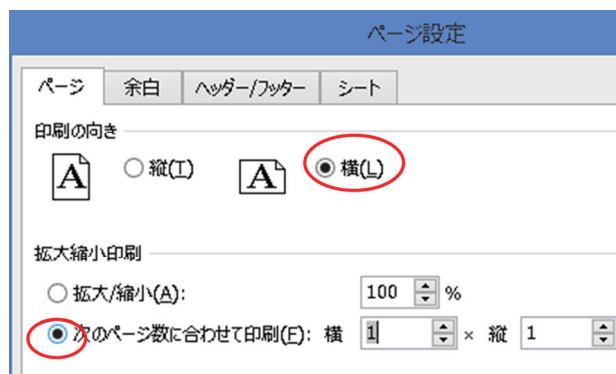 ページ設定
ページ 余白 ヘッダー/フッター シート
印刷の向き
A 縦(T) A 横(L)
拡大縮小印刷
拡大/縮小(A): 100 %
次のページ数に合わせて印刷(F): 横 1 × 縦 1